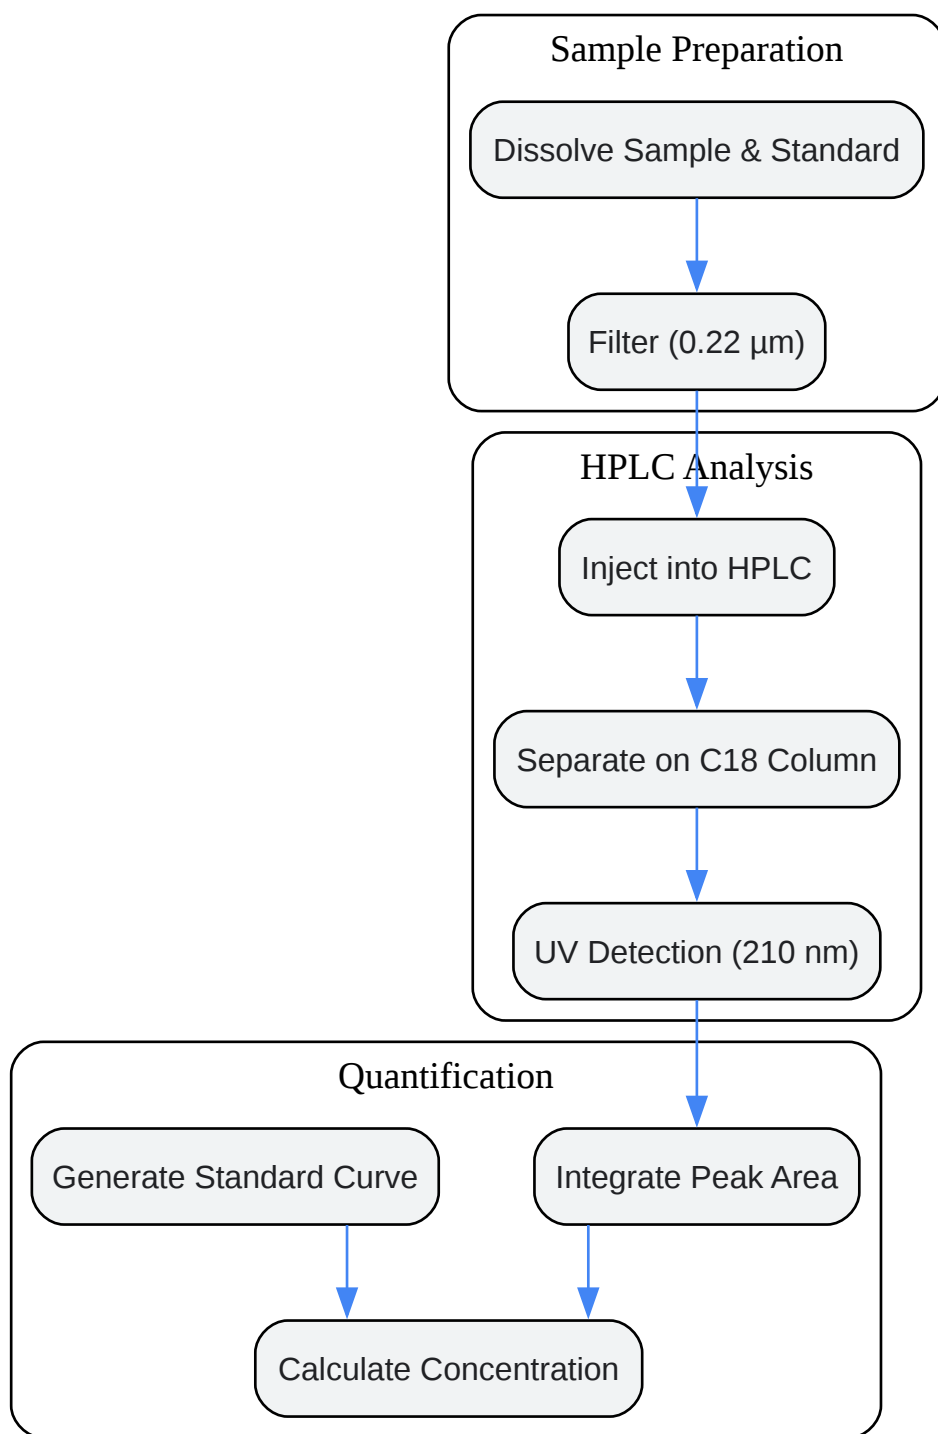 Sample Preparation
Dissolve Sample & Standard
Filter (0.22 µm)
HPLC Analysis
Inject into HPLC
Separate on C18 Column
UV Detection (210 nm)
Quantification
Generate Standard Curve
Integrate Peak Area
Calculate Concentration